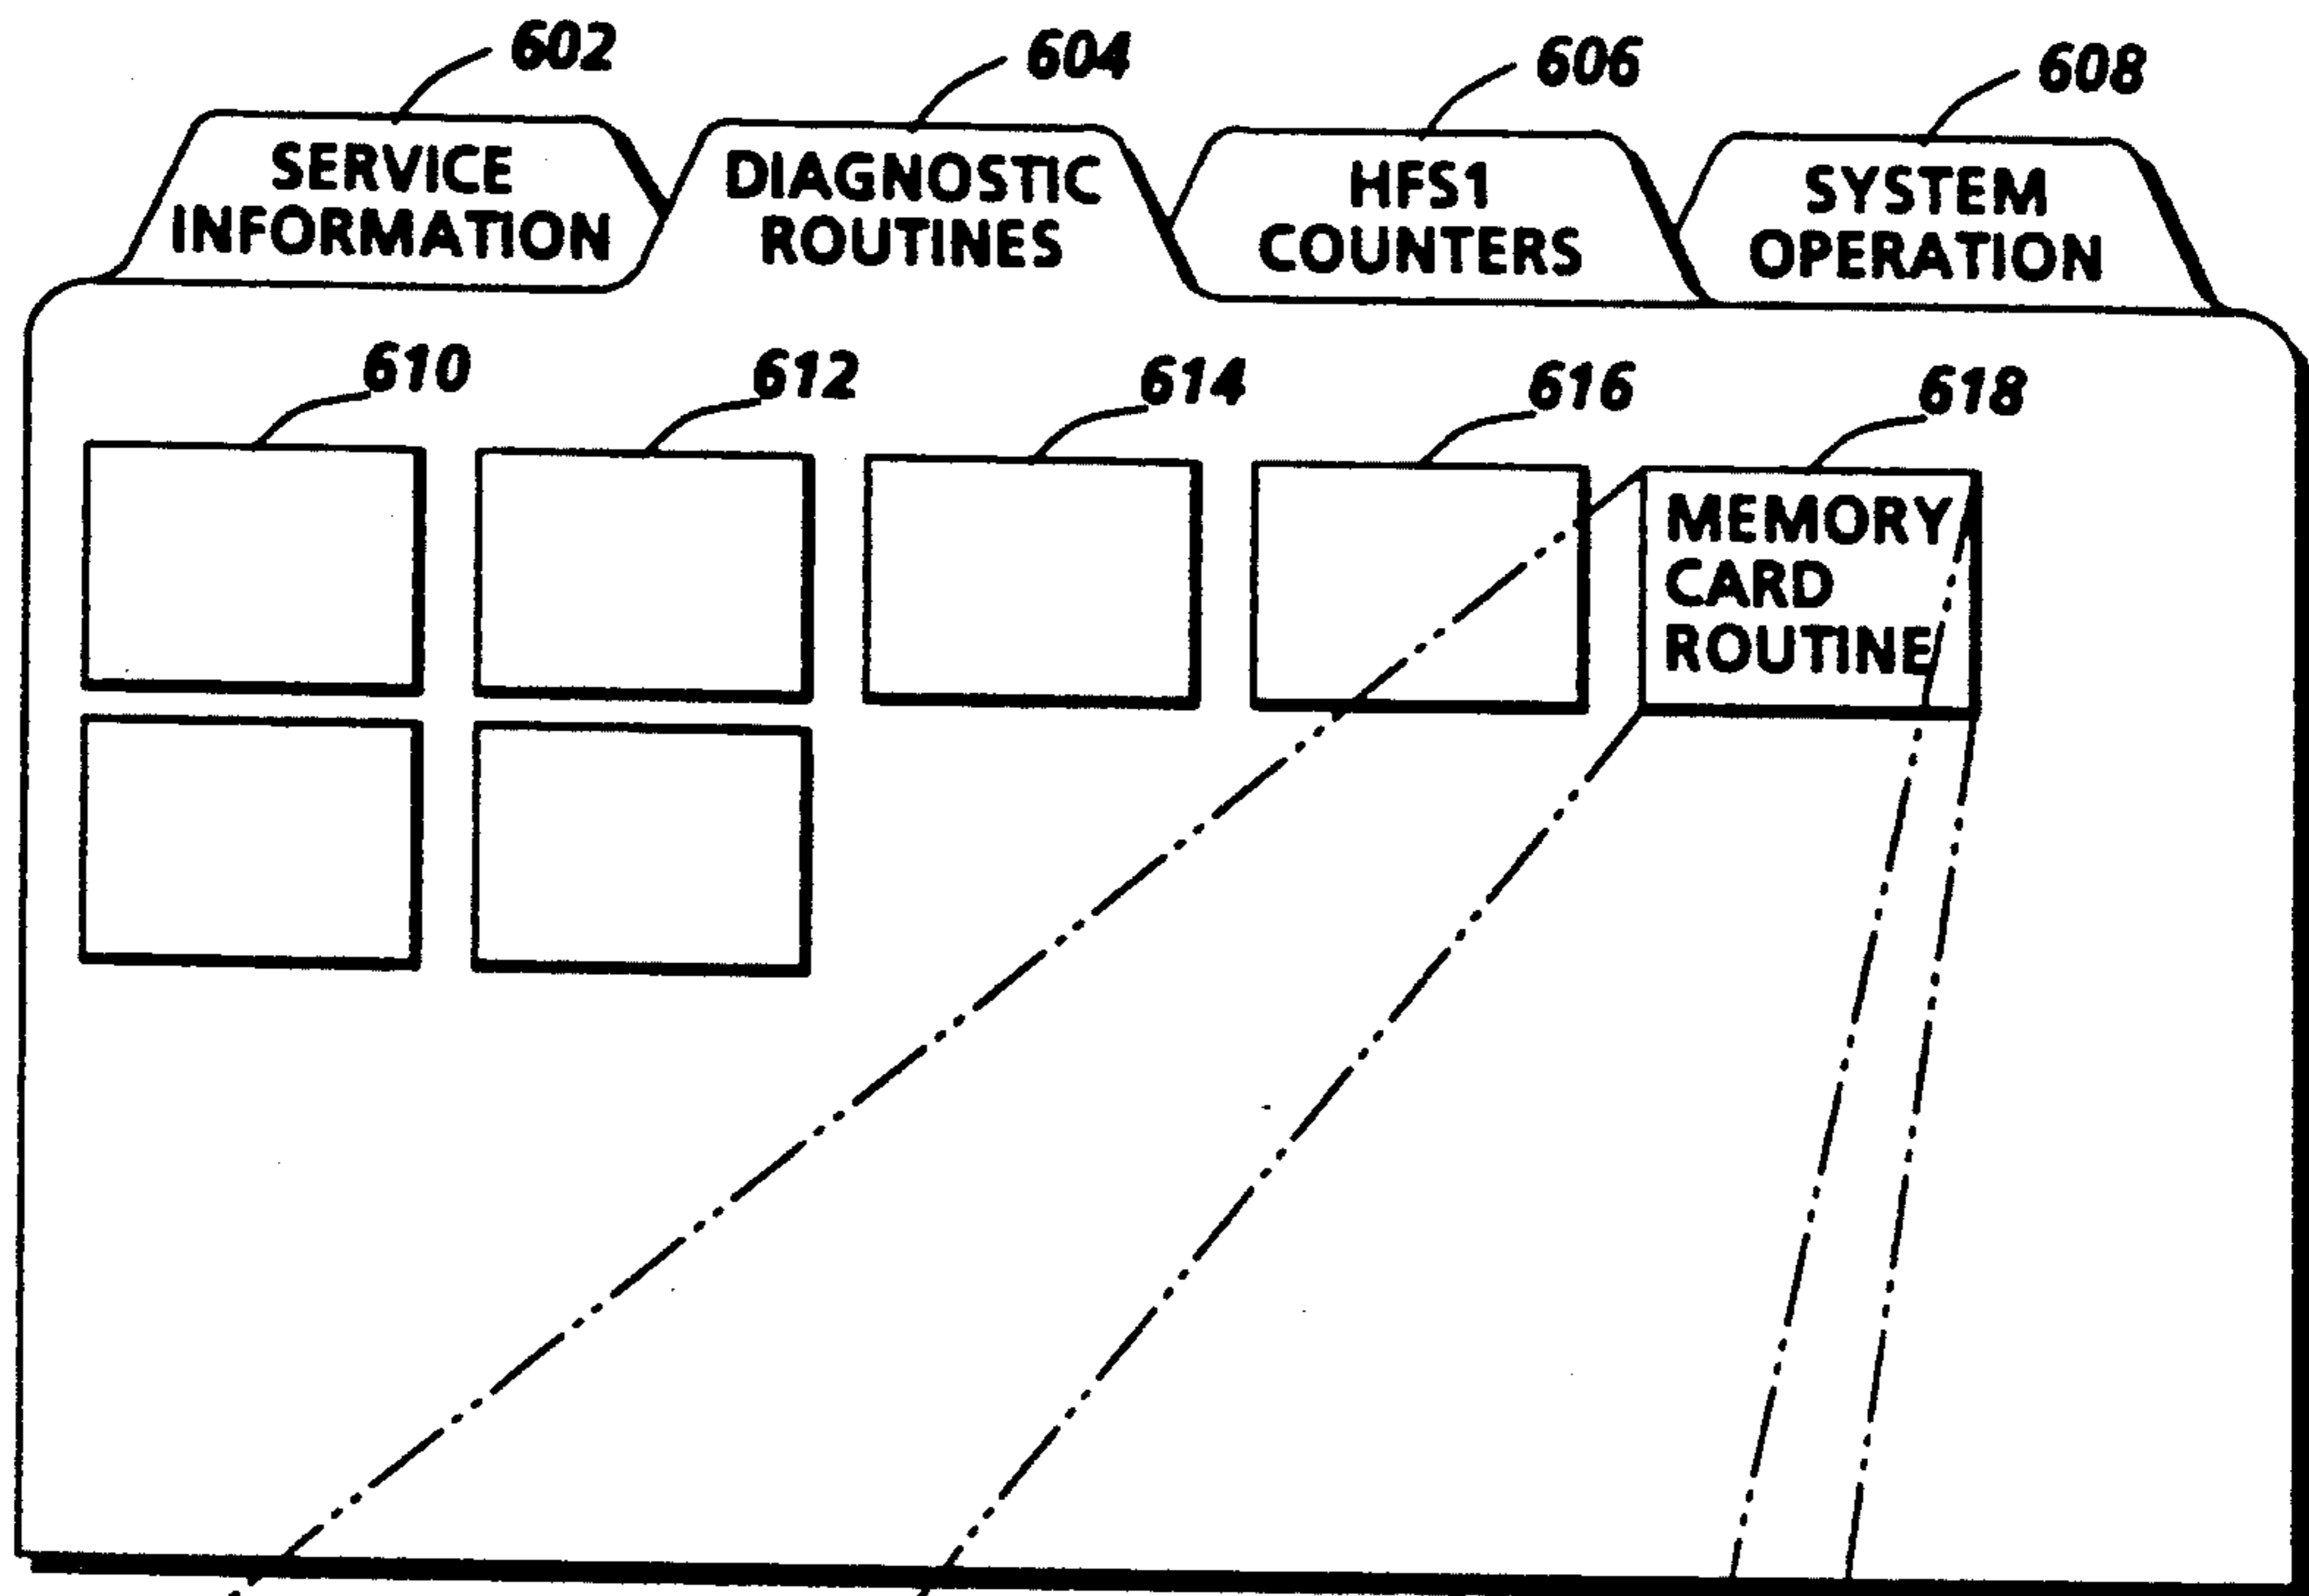 602 604 606 608
SERVICE
INFORMATION
DIAGNOSTIC
ROUTINES
HFS1
COUNTERS
SYSTEM
OPERATION
610 612 614 616 618
MEMORY
CARD
ROUTINE